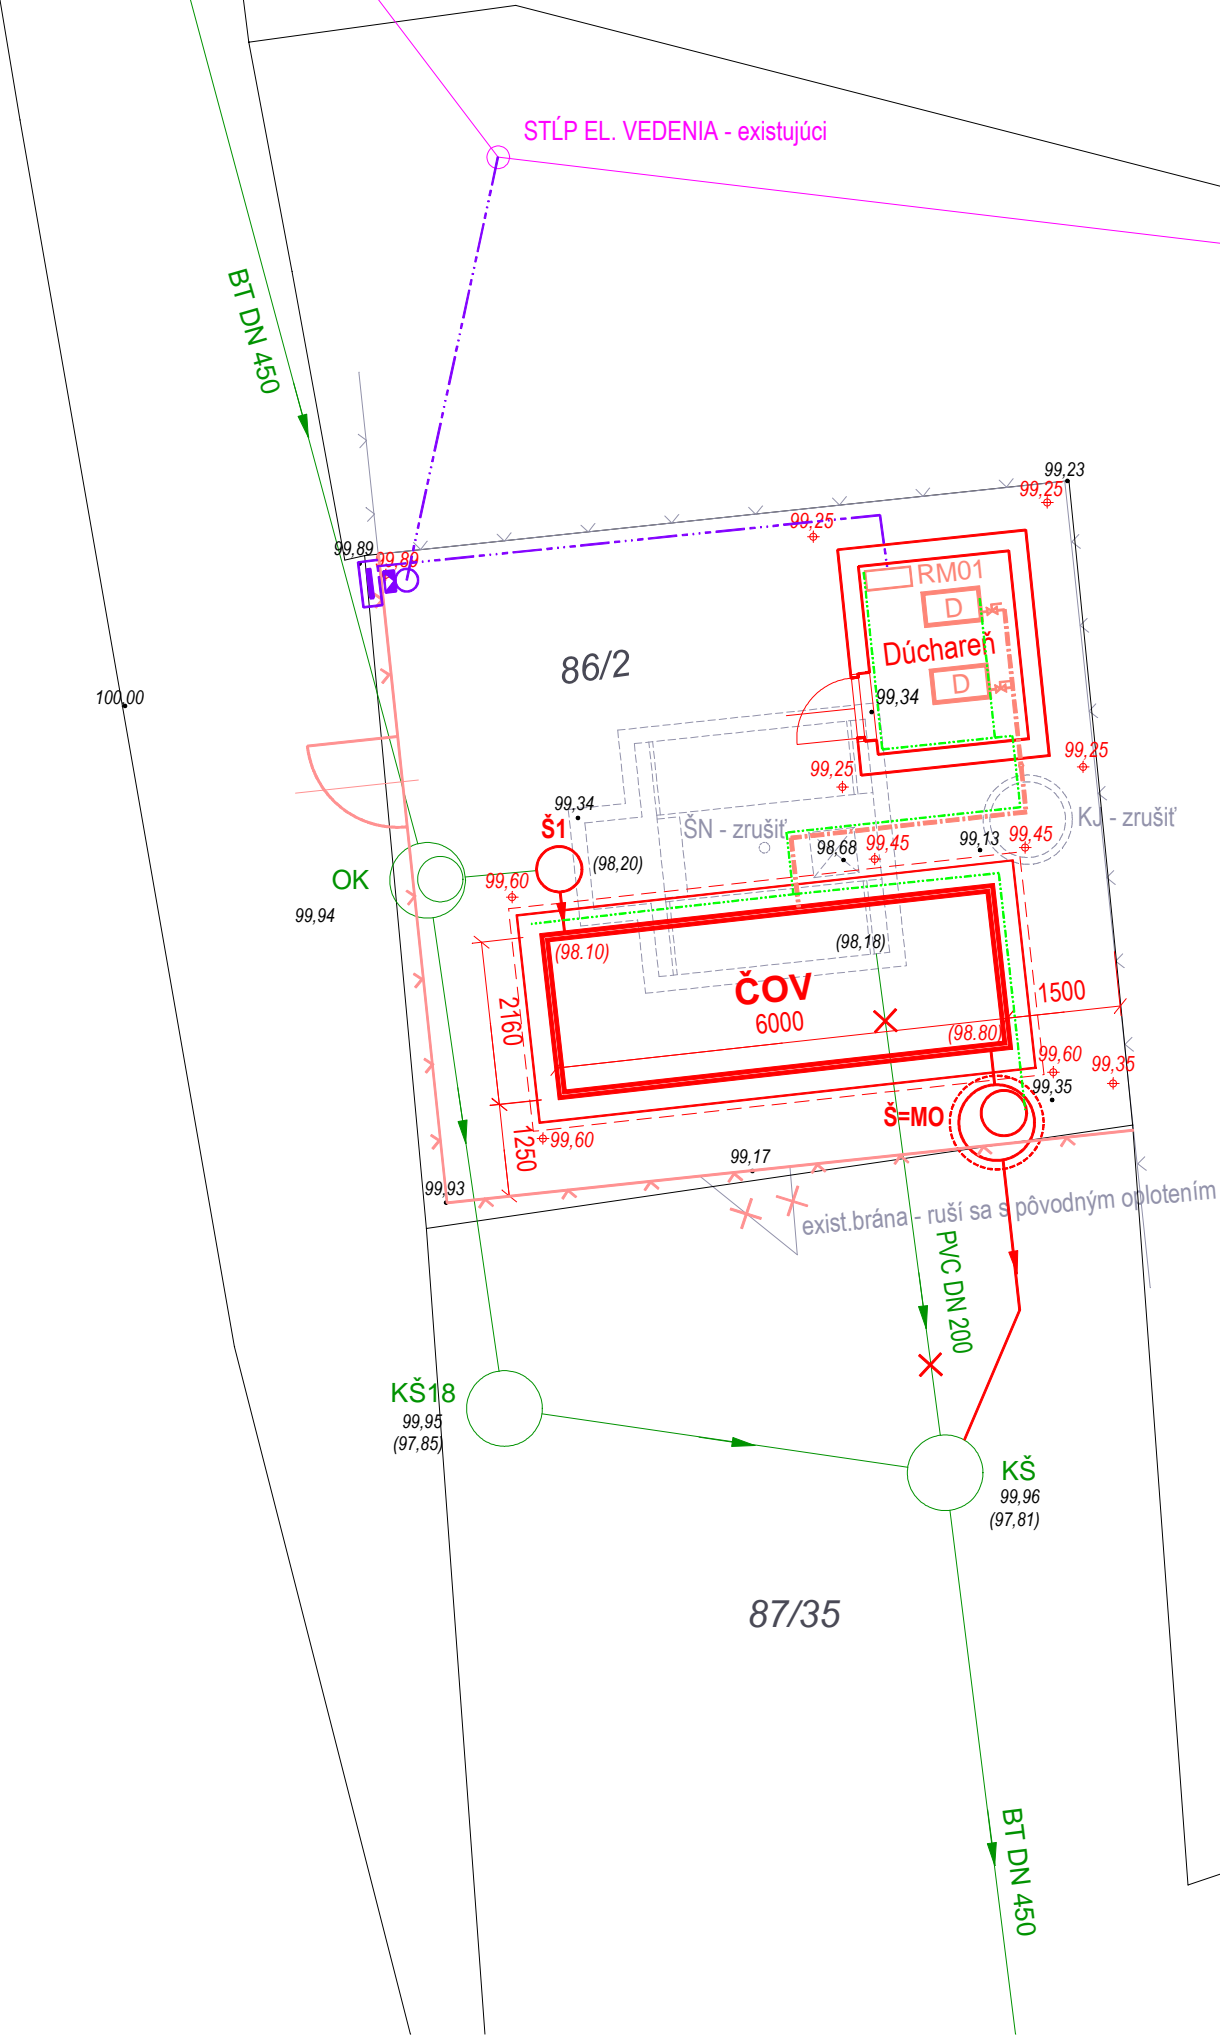 STĹP EL. VEDENIA - existujúci
BT DN 450
99,23
99,25
99,25
99,89
99,89
RM01
D
Dúchareň
D
86/2
99,34
100,00
99,25
99,25
99,34
Š1
ŠN - zrušiť
KJ - zrušiť
(98,20)
98,68
99,45
99,13
99,45
OK
99,60
99,94
(98.10)
(98,18)
ČOV
6000
1500
2160
(98.80)
99,60
99,35
99,35
Š=MO
1250
99,60
99,17
99,93
exist.brána - ruší sa s pôvodným oplotením
PVC DN 200
KŠ18
99,95
(97,85)
KŠ
99,96
(97,81)
87/35
BT DN 450